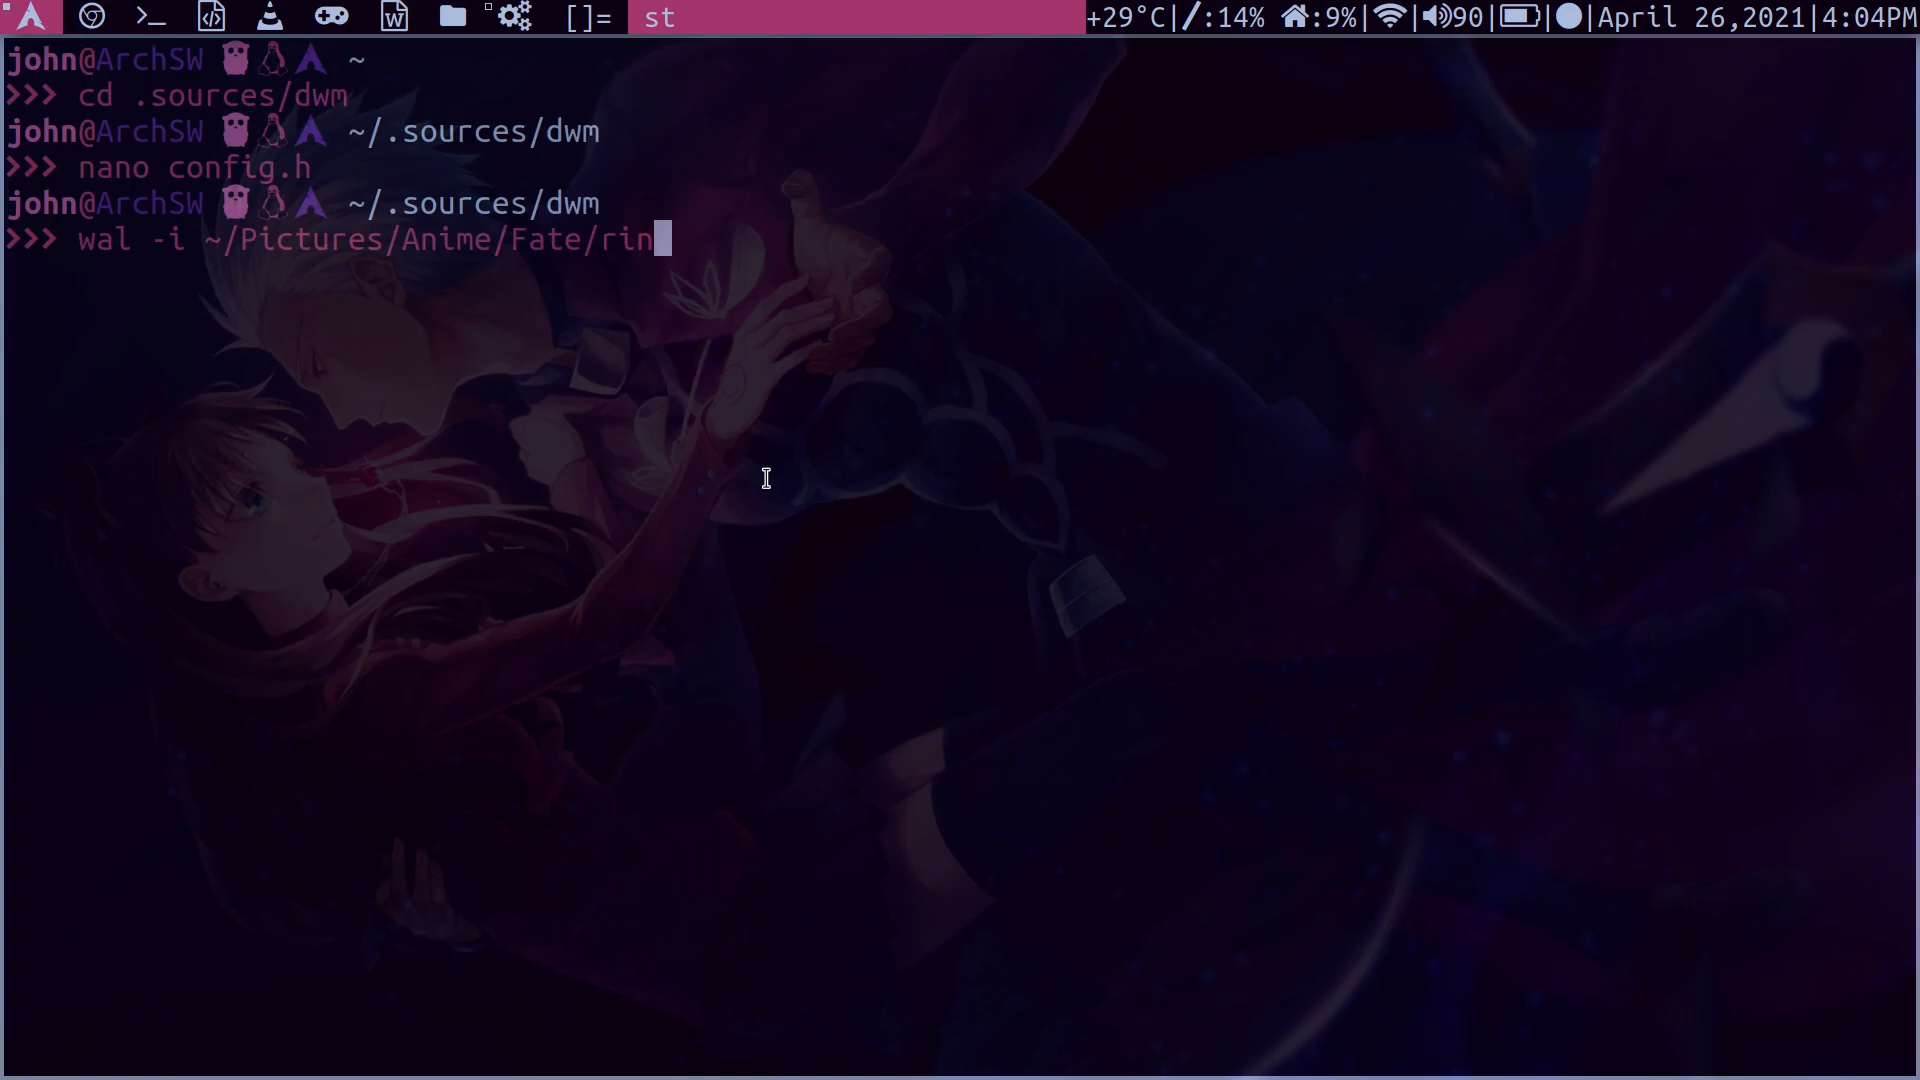 []= st +29°C|/:14% :9%| | 90| | |April 26,2021|4:04PM
john@ArchSW ~
>>> cd .sources/dwm
john@ArchSW ~/.sources/dwm
>>> nano config.h
john@ArchSW ~/.sources/dwm
>>> wal -i ~/Pictures/Anime/Fate/rin